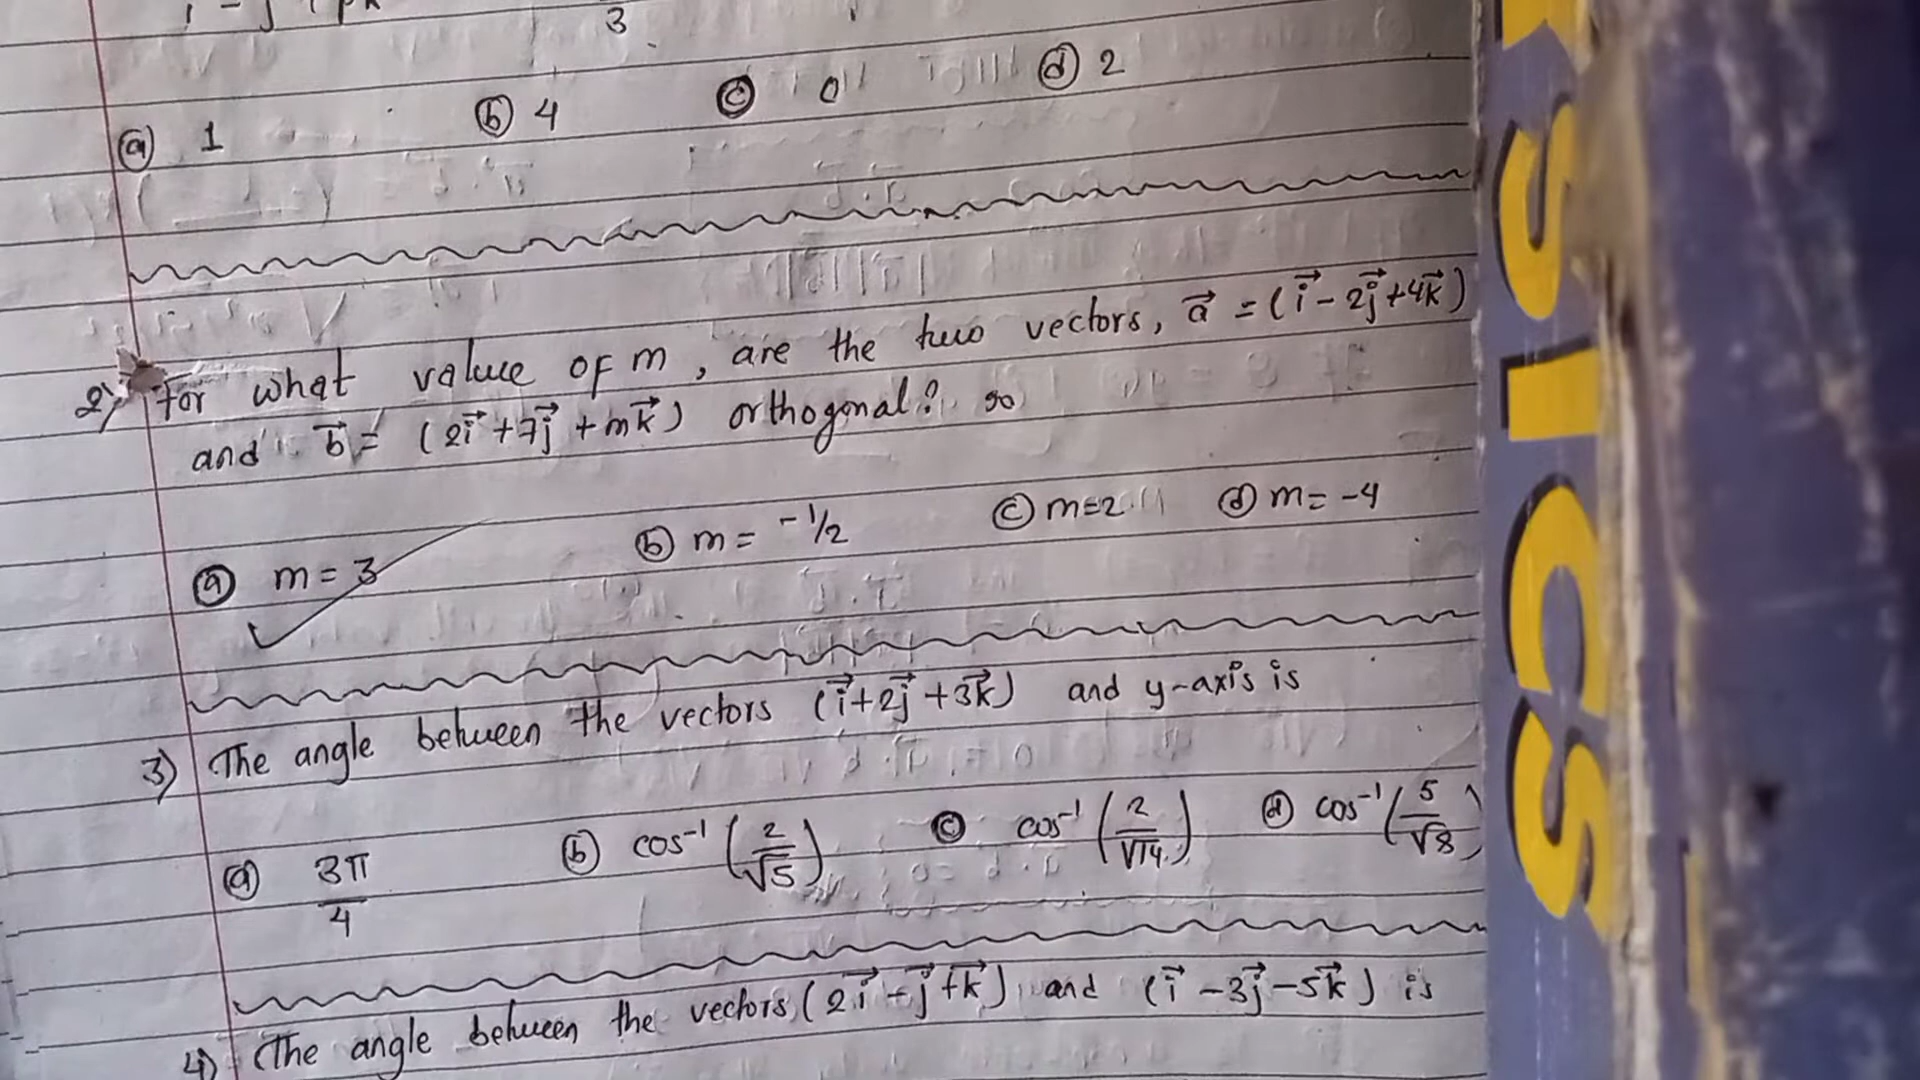 3
ⓐ 1 ⓑ 4 ⓒ 0 ⓓ 2
2) For what value of m, are the two vectors, a⃗ = (i⃗ - 2j⃗ + 4k⃗)
and b⃗ = (2i⃗ + 7j⃗ + mk⃗) orthogonal?
ⓐ m = 3 ⓑ m = -1/2 ⓒ m=2 ⓓ m = -4
3) The angle between the vectors (i⃗ + 2j⃗ + 3k⃗) and y-axis is
ⓐ 3π/4 ⓑ cos⁻¹ (2/√5) ⓒ cos⁻¹ (2/√14) ⓓ cos⁻¹ (5/√8)
4) The angle between the vectors (2i⃗ - j⃗ + k⃗) and (i⃗ - 3j⃗ - 5k⃗) is
SICS